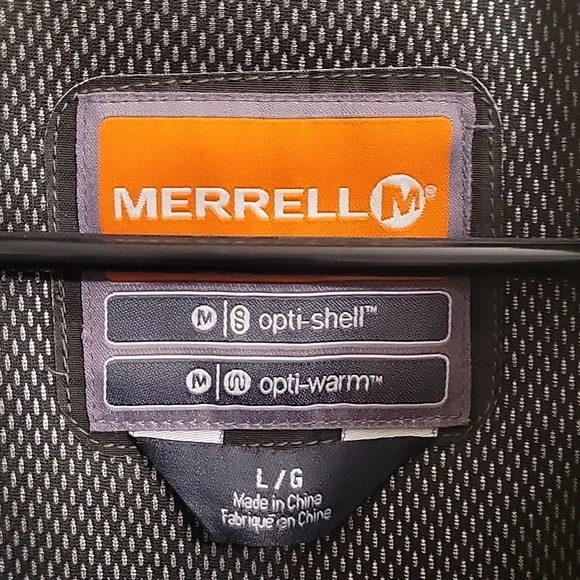 MERRELL M®
M S opti-shell™
M W opti-warm™
L / G
Made in China
Fabriqué en Chine